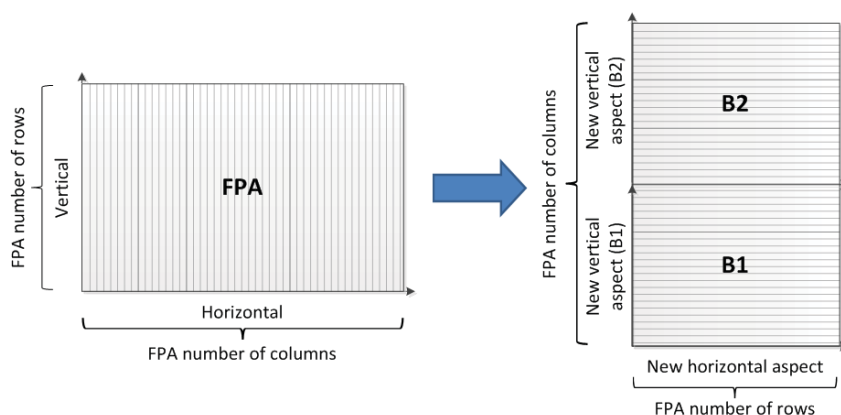 FPA number of rows
Vertical
FPA
Horizontal
FPA number of columns
FPA number of columns
New vertical
aspect (B2)
B2
New vertical
aspect (B1)
B1
New horizontal aspect
FPA number of rows